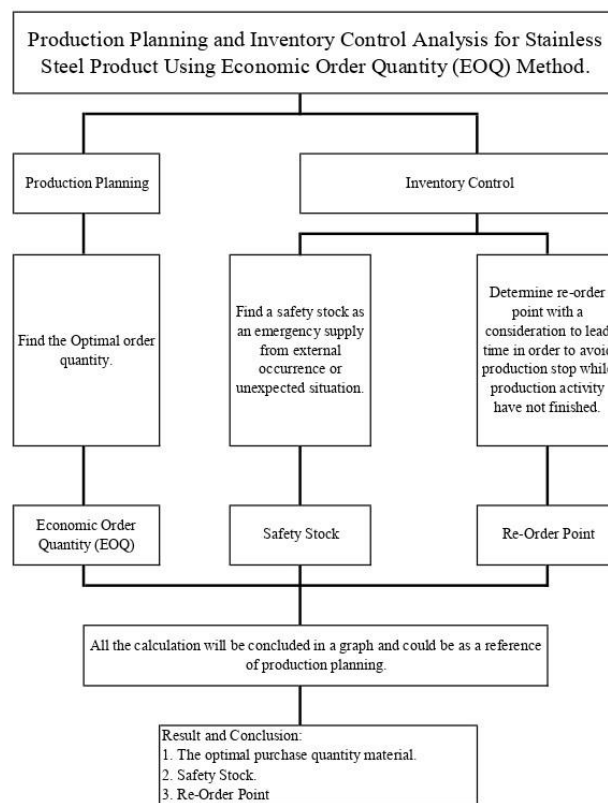 Production Planning and Inventory Control Analysis for Stainless
Steel Product Using Economic Order Quantity (EOQ) Method.
Production Planning
Inventory Control
Find the Optimal order
quantity.
Find a safety stock as
an emergency supply
from external
occurrence or
unexpected situation.
Determine re-order
point with a
consideration to lead
time in order to avoid
production stop while
production activity
have not finished.
Economic Order
Quantity (EOQ)
Safety Stock
Re-Order Point
All the calculation will be concluded in a graph and could be as a reference
of production planning.
Result and Conclusion:
1. The optimal purchase quantity material.
2. Safety Stock.
3. Re-Order Point